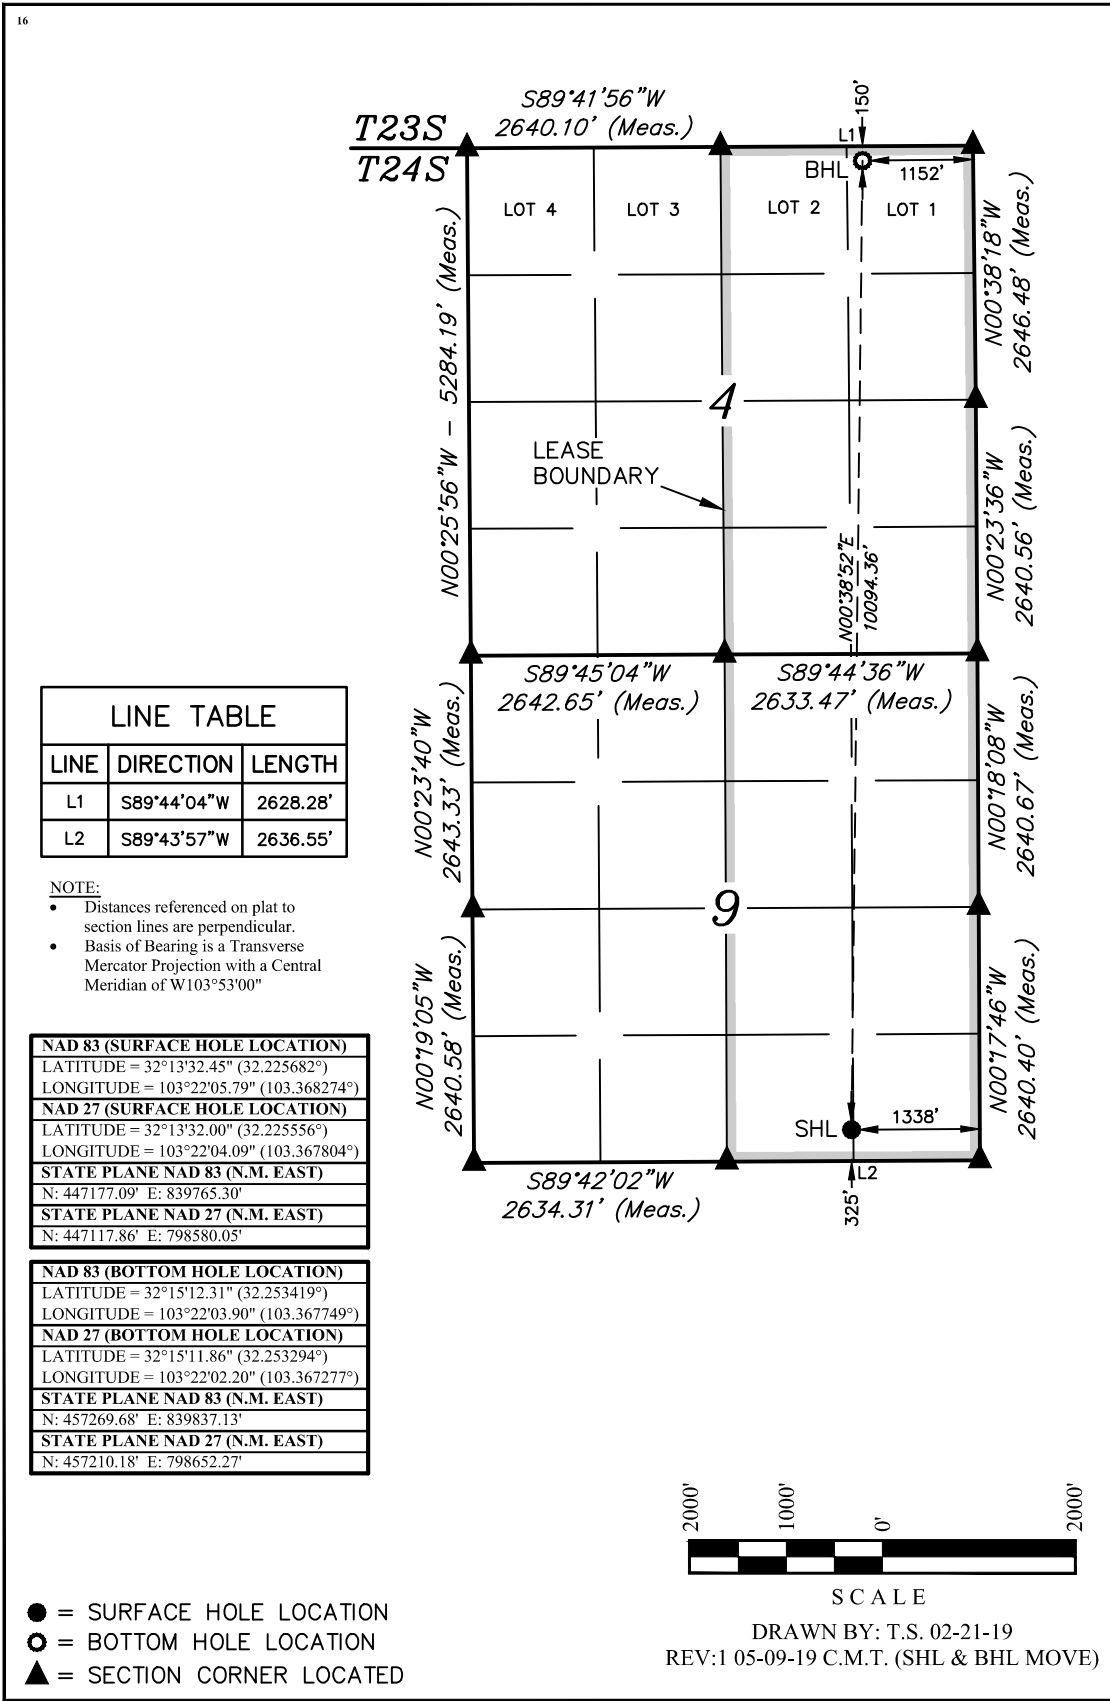 16
S89°41'56"W
2640.10' (Meas.)
150'
T23S
T24S
L1
BHL
1152'
LOT 4
LOT 3
LOT 2
LOT 1
N00°25'56"W – 5284.19' (Meas.)
N00°38'18"W
2646.48' (Meas.)
4
LEASE
BOUNDARY
N00°23'36"W
2640.56' (Meas.)
N00°38'52"E
10094.36'
S89°45'04"W
2642.65' (Meas.)
S89°44'36"W
2633.47' (Meas.)
N00°23'40"W
2643.33' (Meas.)
N00°18'08"W
2640.67' (Meas.)
9
N00°19'05"W
2640.58' (Meas.)
N00°17'46"W
2640.40' (Meas.)
SHL
1338'
L2
325'
S89°42'02"W
2634.31' (Meas.)
LINE TABLE
LINE DIRECTION LENGTH
L1 S89°44'04"W 2628.28'
L2 S89°43'57"W 2636.55'
NOTE:
• Distances referenced on plat to
section lines are perpendicular.
• Basis of Bearing is a Transverse
Mercator Projection with a Central
Meridian of W103°53'00"
NAD 83 (SURFACE HOLE LOCATION)
LATITUDE = 32°13'32.45" (32.225682°)
LONGITUDE = 103°22'05.79" (103.368274°)
NAD 27 (SURFACE HOLE LOCATION)
LATITUDE = 32°13'32.00" (32.225556°)
LONGITUDE = 103°22'04.09" (103.367804°)
STATE PLANE NAD 83 (N.M. EAST)
N: 447177.09' E: 839765.30'
STATE PLANE NAD 27 (N.M. EAST)
N: 447117.86' E: 798580.05'
NAD 83 (BOTTOM HOLE LOCATION)
LATITUDE = 32°15'12.31" (32.253419°)
LONGITUDE = 103°22'03.90" (103.367749°)
NAD 27 (BOTTOM HOLE LOCATION)
LATITUDE = 32°15'11.86" (32.253294°)
LONGITUDE = 103°22'02.20" (103.367277°)
STATE PLANE NAD 83 (N.M. EAST)
N: 457269.68' E: 839837.13'
STATE PLANE NAD 27 (N.M. EAST)
N: 457210.18' E: 798652.27'
2000' 1000' 0' 2000'
SCALE
DRAWN BY: T.S. 02-21-19
REV:1 05-09-19 C.M.T. (SHL & BHL MOVE)
= SURFACE HOLE LOCATION
= BOTTOM HOLE LOCATION
= SECTION CORNER LOCATED